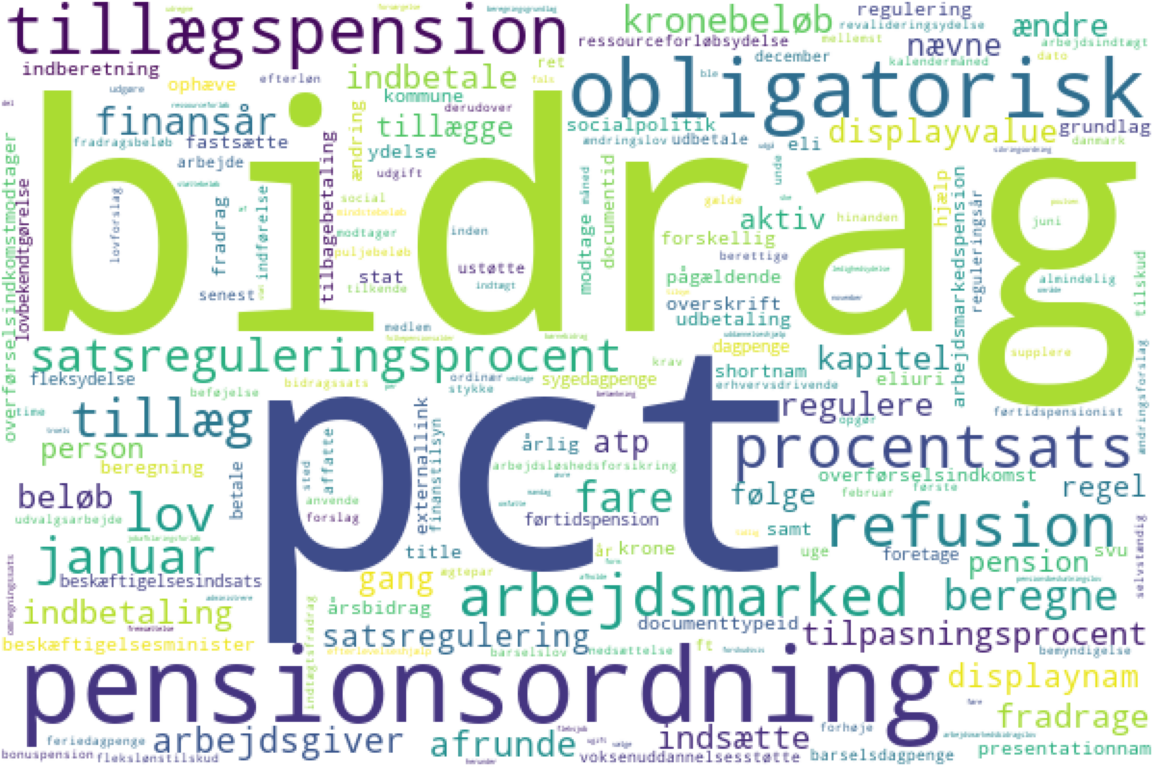 tillægspension
kronebeløb
regulering
ændre
revalideringsydelse
ressourceforløbsydelse
mellemst
nævne
arbejdsindtægt
indberetning
ophæve
efterløn
indbetale
ret
december
kalendermåned
dato
obligatorisk
udgøre
kommune
derudover
finansår
fastsætte
tillægge
socialpolitik
displayvalue
grundlag
fradragsbeløb
ændring
ændringslov
udbetale
eli
danmark
arbejde
ydelse
udgift
bidrag
overførselsindkomstmodtager
lovbekendtgørelse
lovforslag
fradrag
indførelse
tilbagebetaling
social
mindstebeløb
modtager
puljebeløb
inden
stat
ustøtte
tilkende
indtægt
senest
modtage
måned
documentid
gælde
aktiv
hinanden
forskellig
berettige
pågældende
overskrift
udbetaling
hjælp
arbejdsmarkedspension
reguleringsår
juni
almindelig
tilskud
november
supplere
medlem
satsreguleringsprocent
dagpenge
kapitel
fleksydelse
beføjelse
bidragssats
ordinær
stykke
sygedagpenge
krav
shortnam
erhvervsdrivende
eliuri
førtidspensionist
ændringsforslag
time
tillæg
pct
regulere
opgør
procentsats
person
beregning
sted
affatte
externallink
finanstilsyn
årlig
atp
arbejdsløshedsforsikring
overførselsindkomst
beløb
lov
betale
anvende
forslag
fare
følge
februar
første
regel
udvalgsarbejde
førtidspension
samt
refusion
januar
title
år
krone
uge
foretage
pension
svu
beskæftigelsesindsats
gang
ægtepar
selvstændig
indbetaling
årsbidrag
arbejdsmarked
beregne
documenttypeid
beskæftigelsesminister
indtægtsfradrag
satsregulering
barselslov
nedsættelse
ft
tilpasningsprocent
bemyndigelse
efterlevelseshjælp
pensionsordning
displaynam
fradrage
feriedagpenge
arbejdsgiver
afrunde
indsætte
forhøje
bonuspension
fleksløntilskud
voksenuddannelsesstøtte
barselsdagpenge
presentationnam